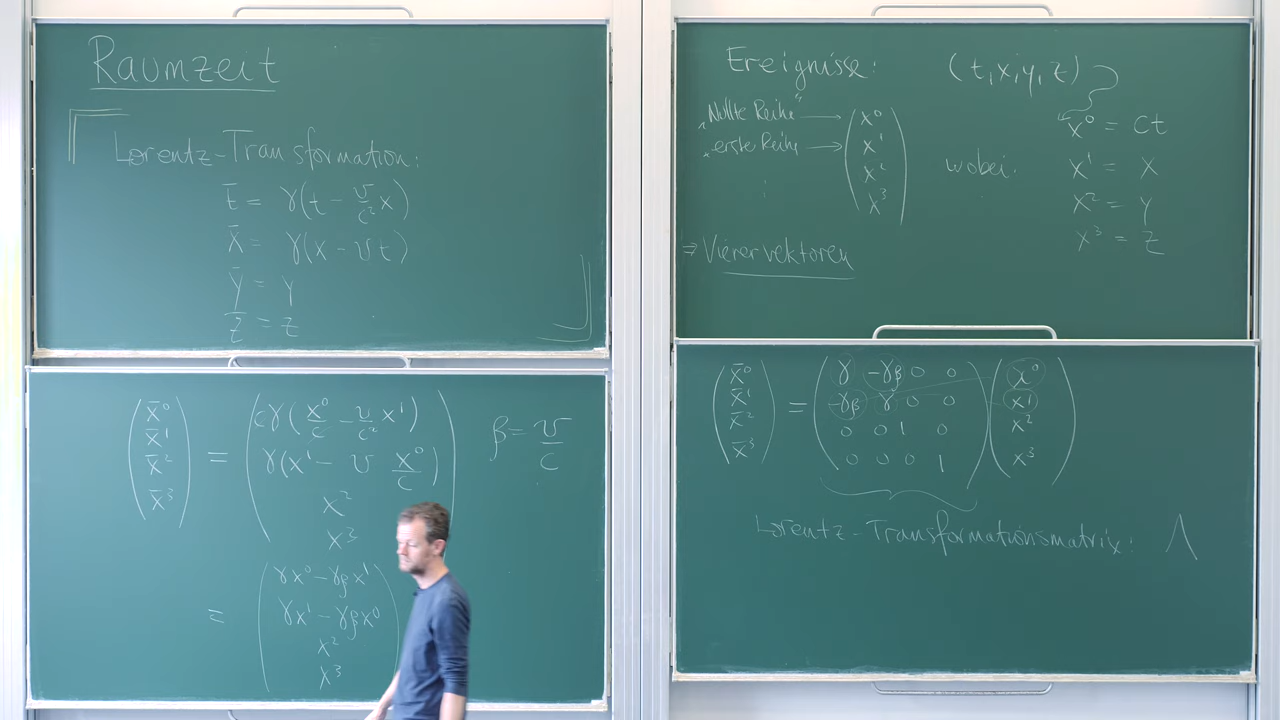 Raumzeit
Lorentz-Transformation:
t̅ = γ(t - v/c² x)
x̅ = γ(x - vt)
y̅ = y
z̅ = z
(x̅⁰ x̅¹ x̅² x̅³) = (cγ(x⁰/c - v/c² x¹) γ(x¹ - v x⁰/c) x² x³) β = v/c
= (γx⁰ - γβx¹ γx¹ - γβx⁰ x² x³)
Ereignisse: (t, x, y, z)
"Nullte Reihe" → x⁰
"erste Reihe" → x¹
x²
x³
wobei:
x⁰ = ct
x¹ = x
x² = y
x³ = z
⇒ Vierervektoren
x̅⁰ γ -γβ 0 0 x⁰
x̅¹ = -γβ γ 0 0 x¹
x̅² 0 0 1 0 x²
x̅³ 0 0 0 1 x³
Lorentz-Transformationsmatrix: Λ